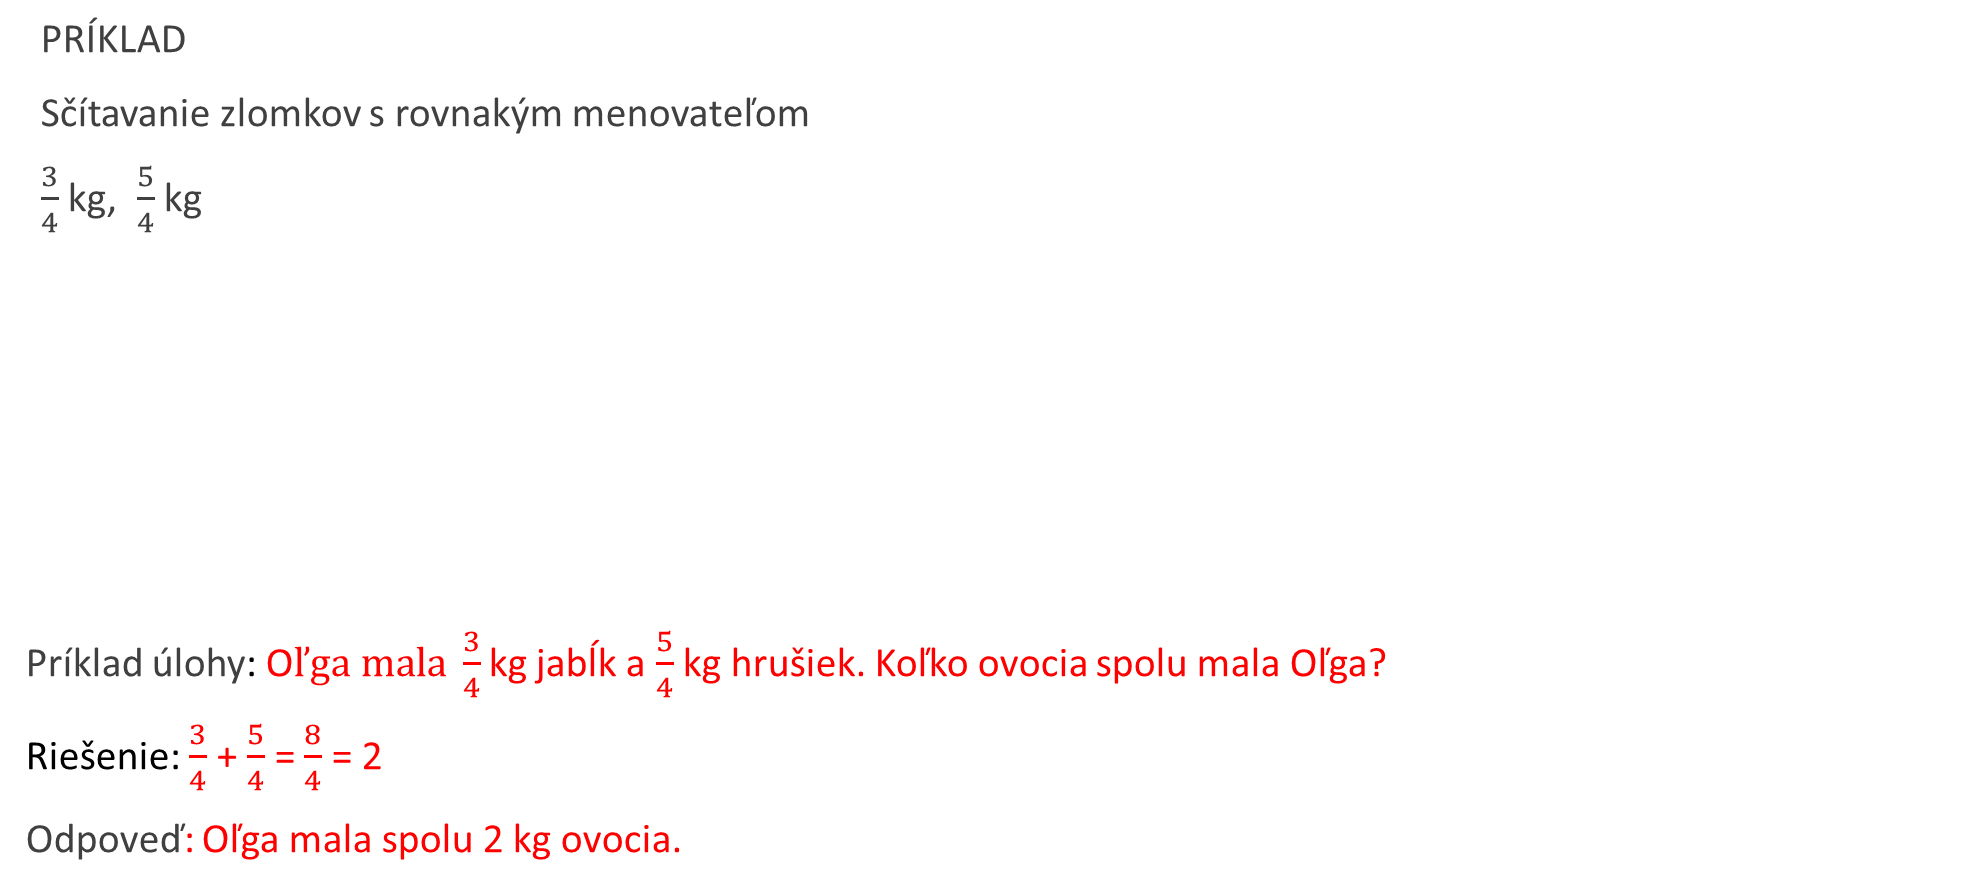 PRÍKLAD
Sčítavanie zlomkov s rovnakým menovateľom
3/4 kg, 5/4 kg
Príklad úlohy: Oľga mala 3/4 kg jabĺk a 5/4 kg hrušiek. Koľko ovocia spolu mala Oľga?
Riešenie: 3/4 + 5/4 = 8/4 = 2
Odpoveď: Oľga mala spolu 2 kg ovocia.